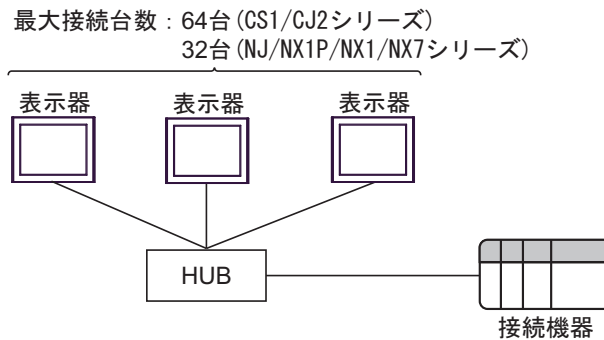 最大接続台数：64台(CS1/CJ2シリーズ)
32台(NJ/NX1P/NX1/NX7シリーズ)
表示器
表示器
表示器
HUB
接続機器